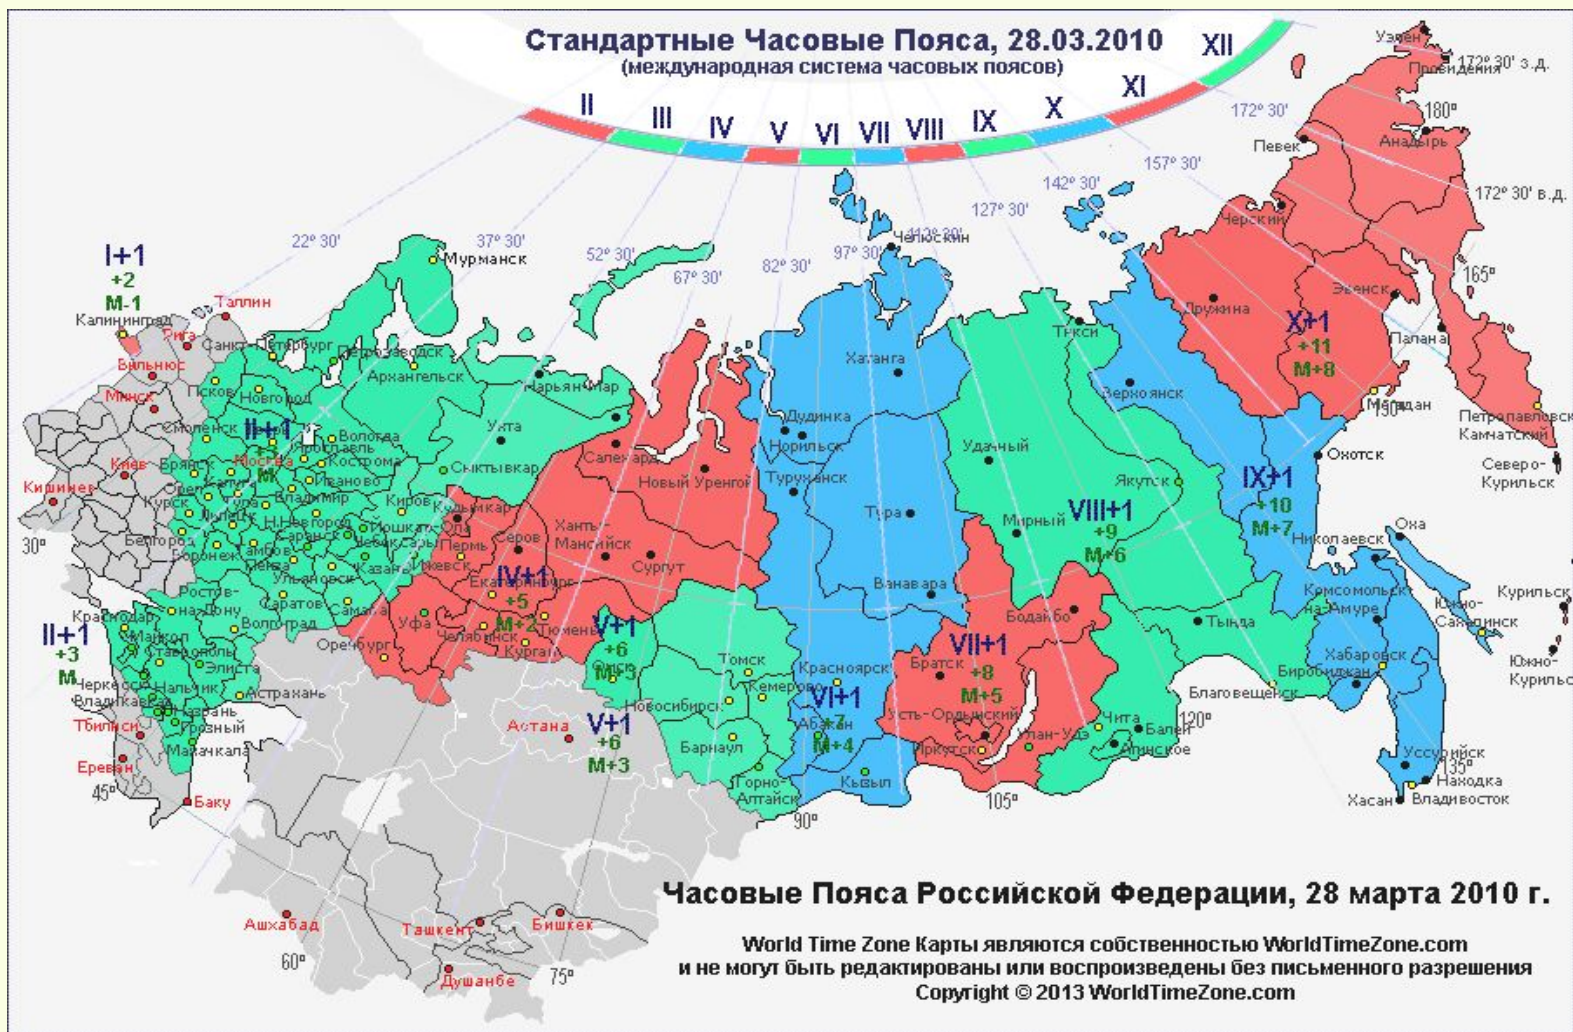 Стандартные Часовые Пояса, 28.03.2010
(международная система часовых поясов)
II
III
IV
V
VI
VII
VIII
IX
X
XI
XII
22° 30'
37° 30'
52° 30'
67° 30'
82° 30'
97° 30'
112° 30'
127° 30'
142° 30'
157° 30'
172° 30'
172° 30' з.д.
180°
172° 30' в.д.
165°
150°
135°
120°
105°
90°
75°
60°
45°
30°
I+1
+2
М-1
II+1
+3
М
II+1
+3
М
IV+1
+5
М+2
V+1
+6
М+3
V+1
+6
М+3
VI+1
+7
М+4
VII+1
+8
М+5
VIII+1
+9
М+6
IX+1
+10
М+7
X+1
+11
М+8
Уэлен
Провидения
Певек
Анадырь
Черский
Челюскин
Мурманск
Таллин
Калининград
Рига
Вильнюс
Минск
Киев
Кишинев
Санкт-Петербург
Петрозаводск
Архангельск
Нарьян-Мар
Псков
Новгород
Смоленск
Тверь
Вологда
Ярославль
Кострома
Москва
Иваново
Владимир
Брянск
Калуга
Орел
Тула
Курск
Липецк
Н.Новгород
Белгород
Воронеж
Тамбов
Саранск
Пенза
Ульяновск
Чебоксары
Йошкар-Ола
Казань
Киров
Сыктывкар
Ухта
Кудымкар
Пермь
Ижевск
Серов
Екатеринбург
Салехард
Новый Уренгой
Ханты-
Мансийск
Сургут
Саратов
Самара
Ростов-
на-Дону
Волгоград
Краснодар
Майкоп
Ставрополь
Элиста
Астрахань
Черкесск
Нальчик
Владикавказ
Назрань
Грозный
Махачкала
Тбилиси
Ереван
Баку
Оренбург
Уфа
Челябинск
Курган
Тюмень
Омск
Томск
Кемерово
Новосибирск
Барнаул
Горно-
Алтайск
Астана
Ашхабад
Ташкент
Бишкек
Душанбе
Хатанга
Дудинка
Норильск
Туруханск
Тура
Ванавара
Красноярск
Абакан
Кызыл
Братск
Усть-Ордынский
Иркутск
Улан-Удэ
Бодайбо
Чита
Балей
Агинское
Тикси
Удачный
Мирный
Якутск
Верхоянск
Тында
Благовещенск
Дружина
Эвенск
Палана
Магадан
Охотск
Петропавловск
Камчатский
Северо-
Курильск
Николаевск
Оха
Комсомольск
на-Амуре
Южно-
Сахалинск
Курильск
Южно-
Курильск
Хабаровск
Биробиджан
Уссурийск
Находка
Владивосток
Хасан
Часовые Пояса Российской Федерации, 28 марта 2010 г.
World Time Zone Карты являются собственностью WorldTimeZone.com
и не могут быть редактированы или воспроизведены без письменного разрешения
Copyright © 2013 WorldTimeZone.com